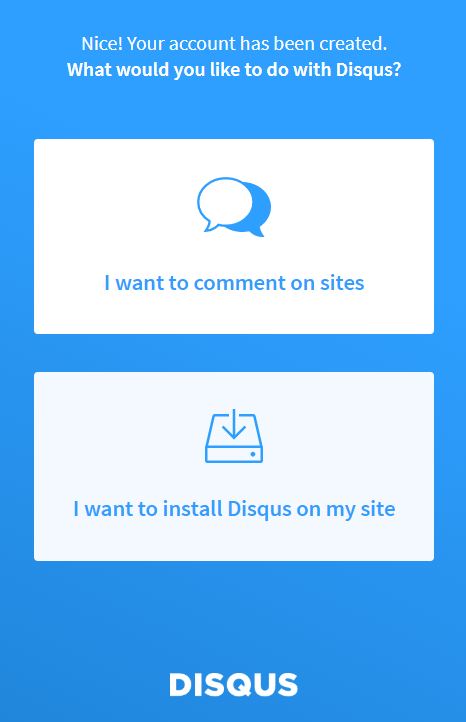 Nice! Your account has been created.
What would you like to do with Disqus?
I want to comment on sites
I want to install Disqus on my site
DISQUS